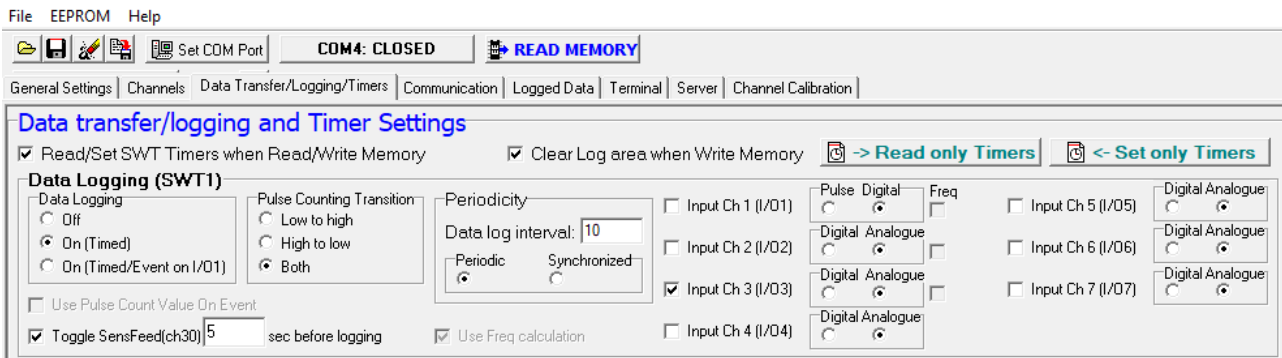 File EEPROM Help
Set COM Port COM4: CLOSED READ MEMORY
General Settings Channels Data Transfer/Logging/Timers Communication Logged Data Terminal Server Channel Calibration
Data transfer/logging and Timer Settings
Read/Set SWT Timers when Read/Write Memory Clear Log area when Write Memory -> Read only Timers <- Set only Timers
Data Logging (SWT1)
Data Logging
Off
On (Timed)
On (Timed/Event on I/O1)
Pulse Counting Transition
Low to high
High to low
Both
Periodicity
Data log interval: 10
Periodic Synchronized
Use Pulse Count Value On Event
Toggle SensFeed(ch30) 5 sec before logging
Use Freq calculation
Input Ch 1 (I/O1) Pulse Digital Freq
Input Ch 2 (I/O2) Digital Analogue
Input Ch 3 (I/O3) Digital Analogue
Input Ch 4 (I/O4) Digital Analogue
Input Ch 5 (I/O5) Digital Analogue
Input Ch 6 (I/O6) Digital Analogue
Input Ch 7 (I/O7) Digital Analogue